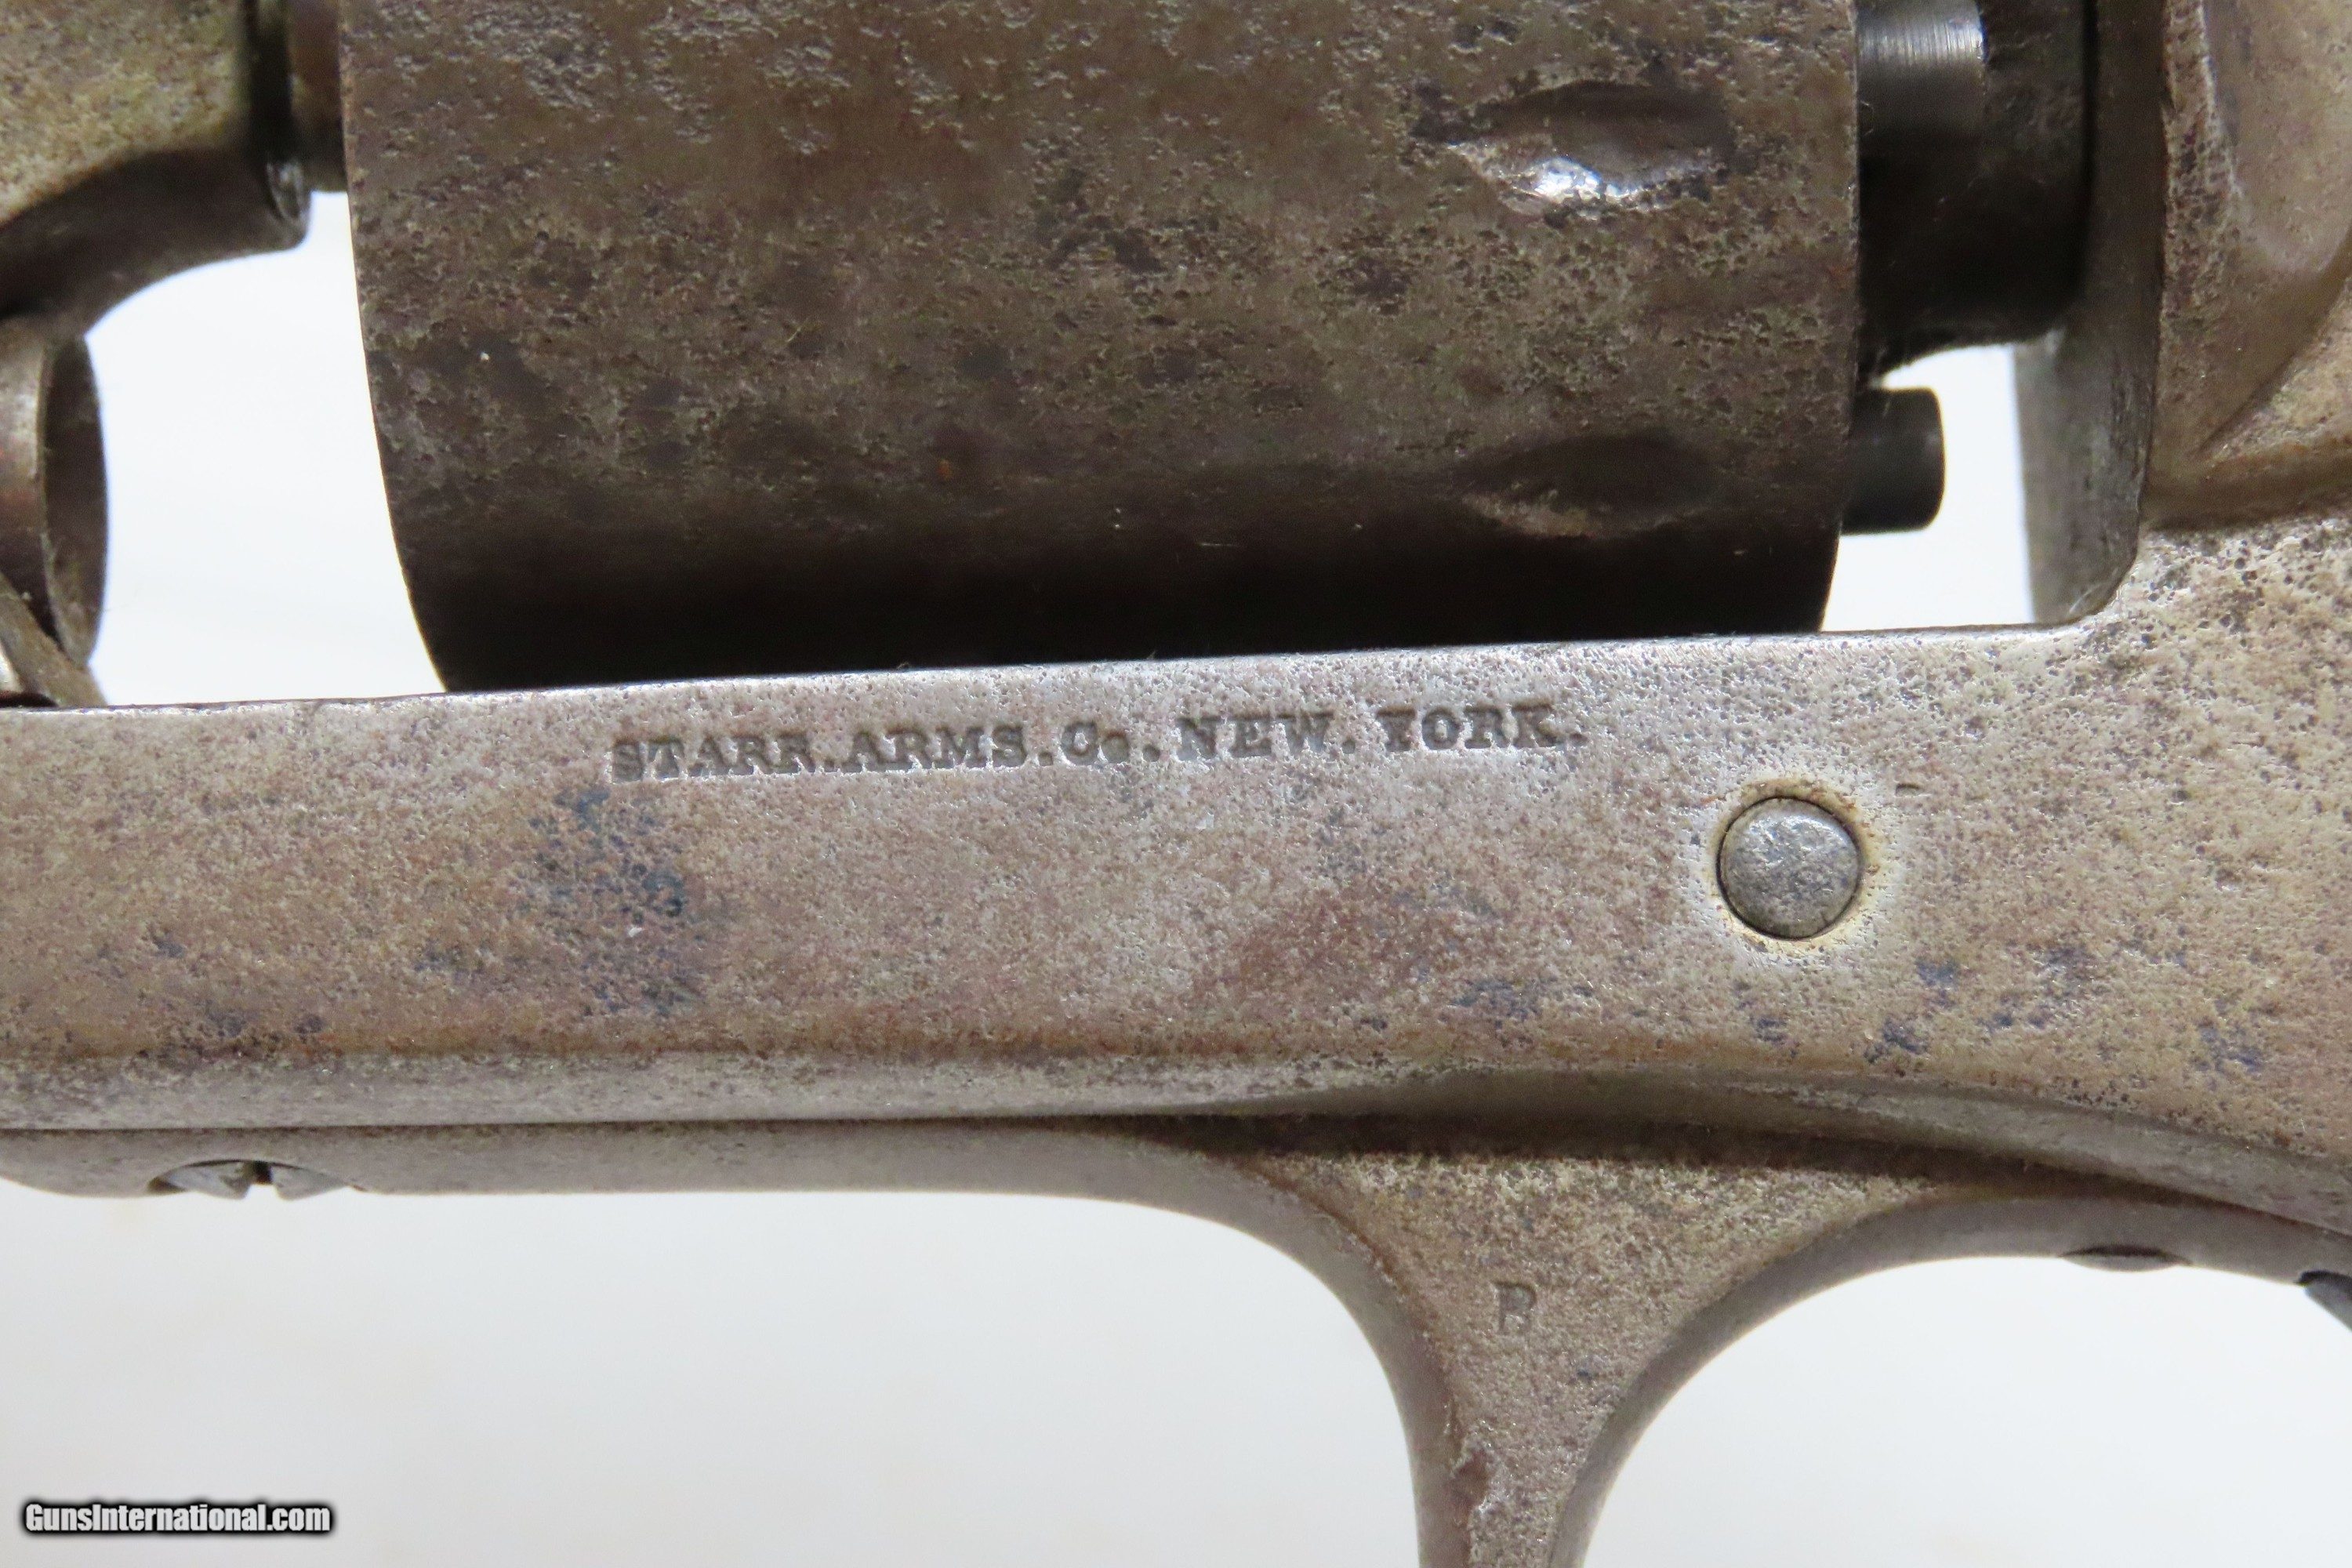 STARR.ARMS.Co.NEW.YORK.
P
GunsInternational.com